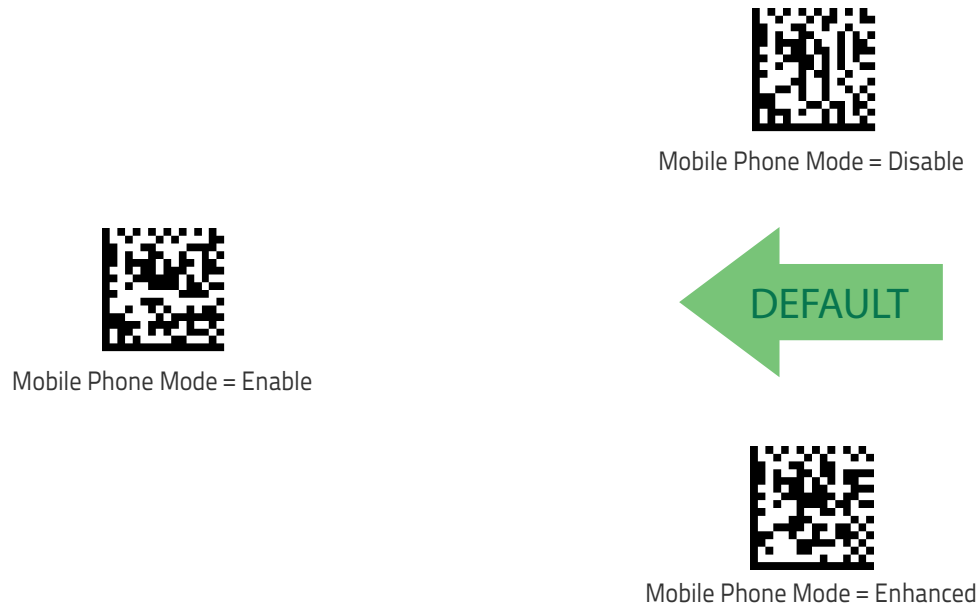 Mobile Phone Mode = Disable
DEFAULT
Mobile Phone Mode = Enable
Mobile Phone Mode = Enhanced